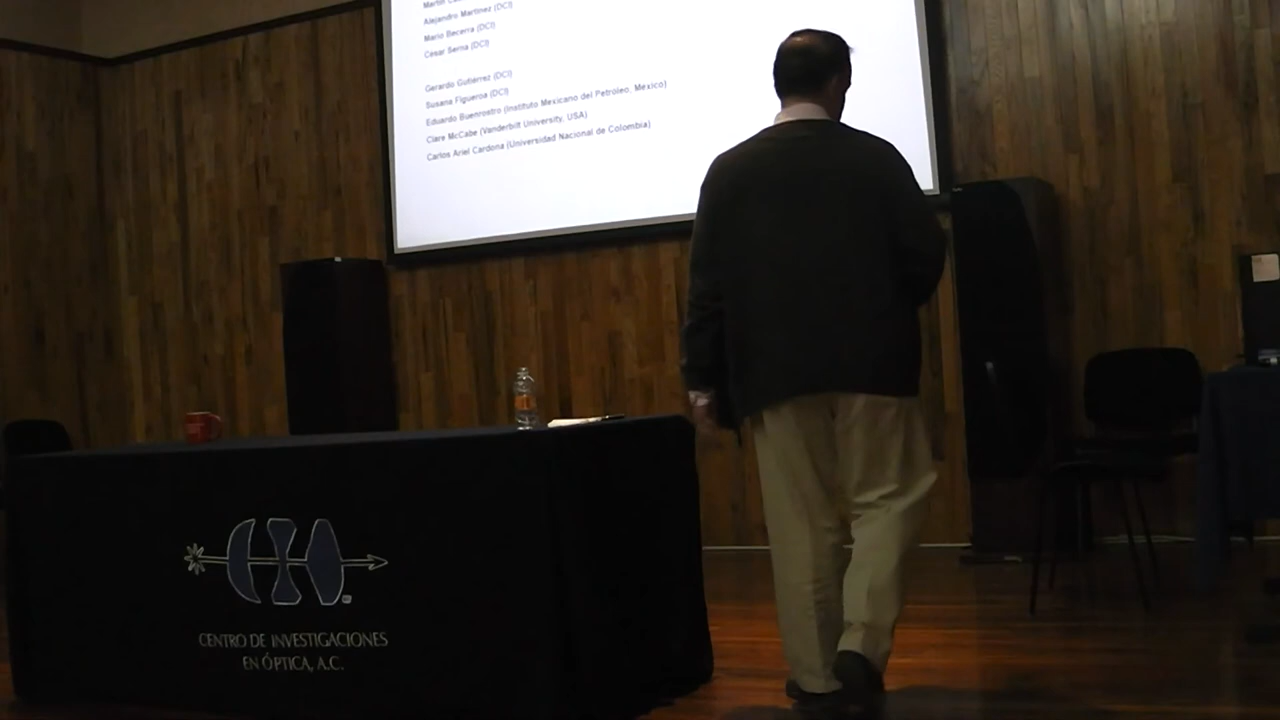 Alejandro Martinez (DCI)
Mario Becerra (DCI)
Cesar Serna (DCI)
Gerardo Gutierrez (DCI)
Susana Figueroa (DCI)
Eduardo Buenrostro (Instituto Mexicano del Petroleo, Mexico)
Clare McCabe (Vanderbilt University, USA)
Carlos Ariel Cardona (Universidad Nacional de Colombia)
CENTRO DE INVESTIGACIONES
EN ÓPTICA, A.C.